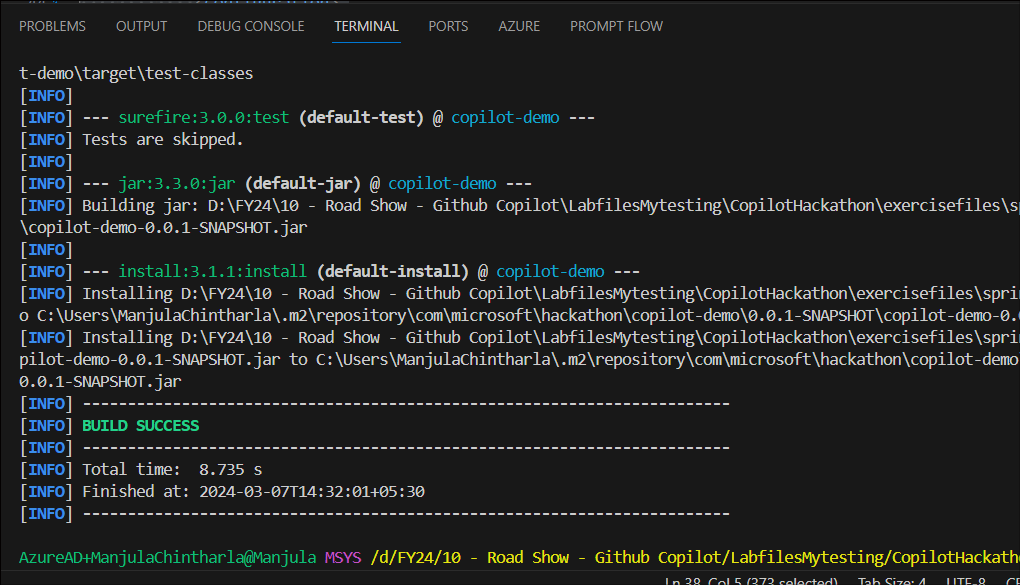 PROBLEMS OUTPUT DEBUG CONSOLE TERMINAL PORTS AZURE PROMPT FLOW
t-demo\target\test-classes
[INFO]
[INFO] --- surefire:3.0.0:test (default-test) @ copilot-demo ---
[INFO] Tests are skipped.
[INFO]
[INFO] --- jar:3.3.0:jar (default-jar) @ copilot-demo ---
[INFO] Building jar: D:\FY24\10 - Road Show - Github Copilot\LabfilesMytesting\CopilotHackathon\exercisefiles\sp
\copilot-demo-0.0.1-SNAPSHOT.jar
[INFO]
[INFO] --- install:3.1.1:install (default-install) @ copilot-demo ---
[INFO] Installing D:\FY24\10 - Road Show - Github Copilot\LabfilesMytesting\CopilotHackathon\exercisefiles\sprin
o C:\Users\ManjulaChintharla\.m2\repository\com\microsoft\hackathon\copilot-demo\0.0.1-SNAPSHOT\copilot-demo-0.0
[INFO] Installing D:\FY24\10 - Road Show - Github Copilot\LabfilesMytesting\CopilotHackathon\exercisefiles\sprin
pilot-demo-0.0.1-SNAPSHOT.jar to C:\Users\ManjulaChintharla\.m2\repository\com\microsoft\hackathon\copilot-demo
0.0.1-SNAPSHOT.jar
[INFO] ------------------------------------------------------------------------
[INFO] BUILD SUCCESS
[INFO] ------------------------------------------------------------------------
[INFO] Total time:  8.735 s
[INFO] Finished at: 2024-03-07T14:32:01+05:30
[INFO] ------------------------------------------------------------------------
AzureAD+ManjulaChintharla@Manjula MSYS /d/FY24/10 - Road Show - Github Copilot/LabfilesMytesting/CopilotHackath
Ln 38, Col 5 (373 selected) Tab Size: 4 UTF-8